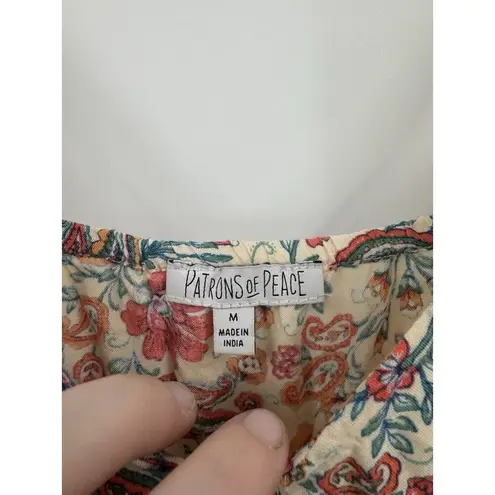 PATRONS OF PEACE
M
MADE IN
INDIA